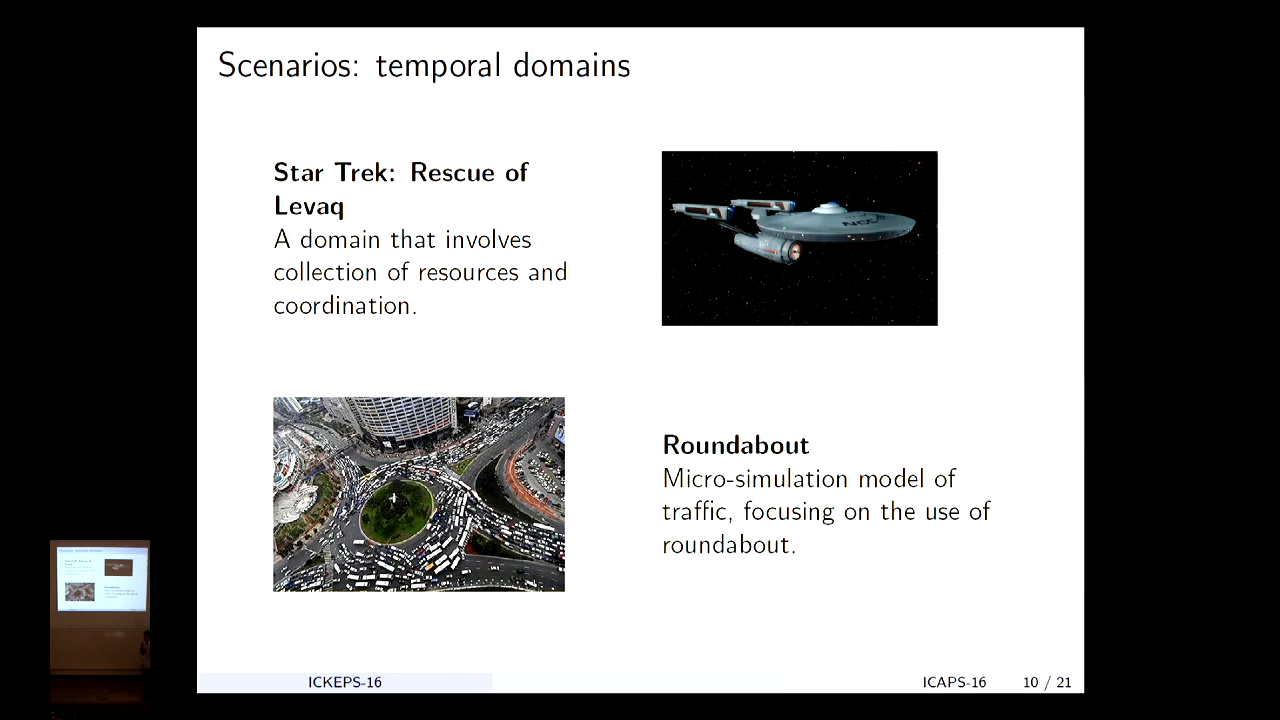 Scenarios: temporal domains
Star Trek: Rescue of
Levaq
A domain that involves
collection of resources and
coordination.
Roundabout
Micro-simulation model of
traffic, focusing on the use of
roundabout.
ICKEPS-16
ICAPS-16
10 / 21